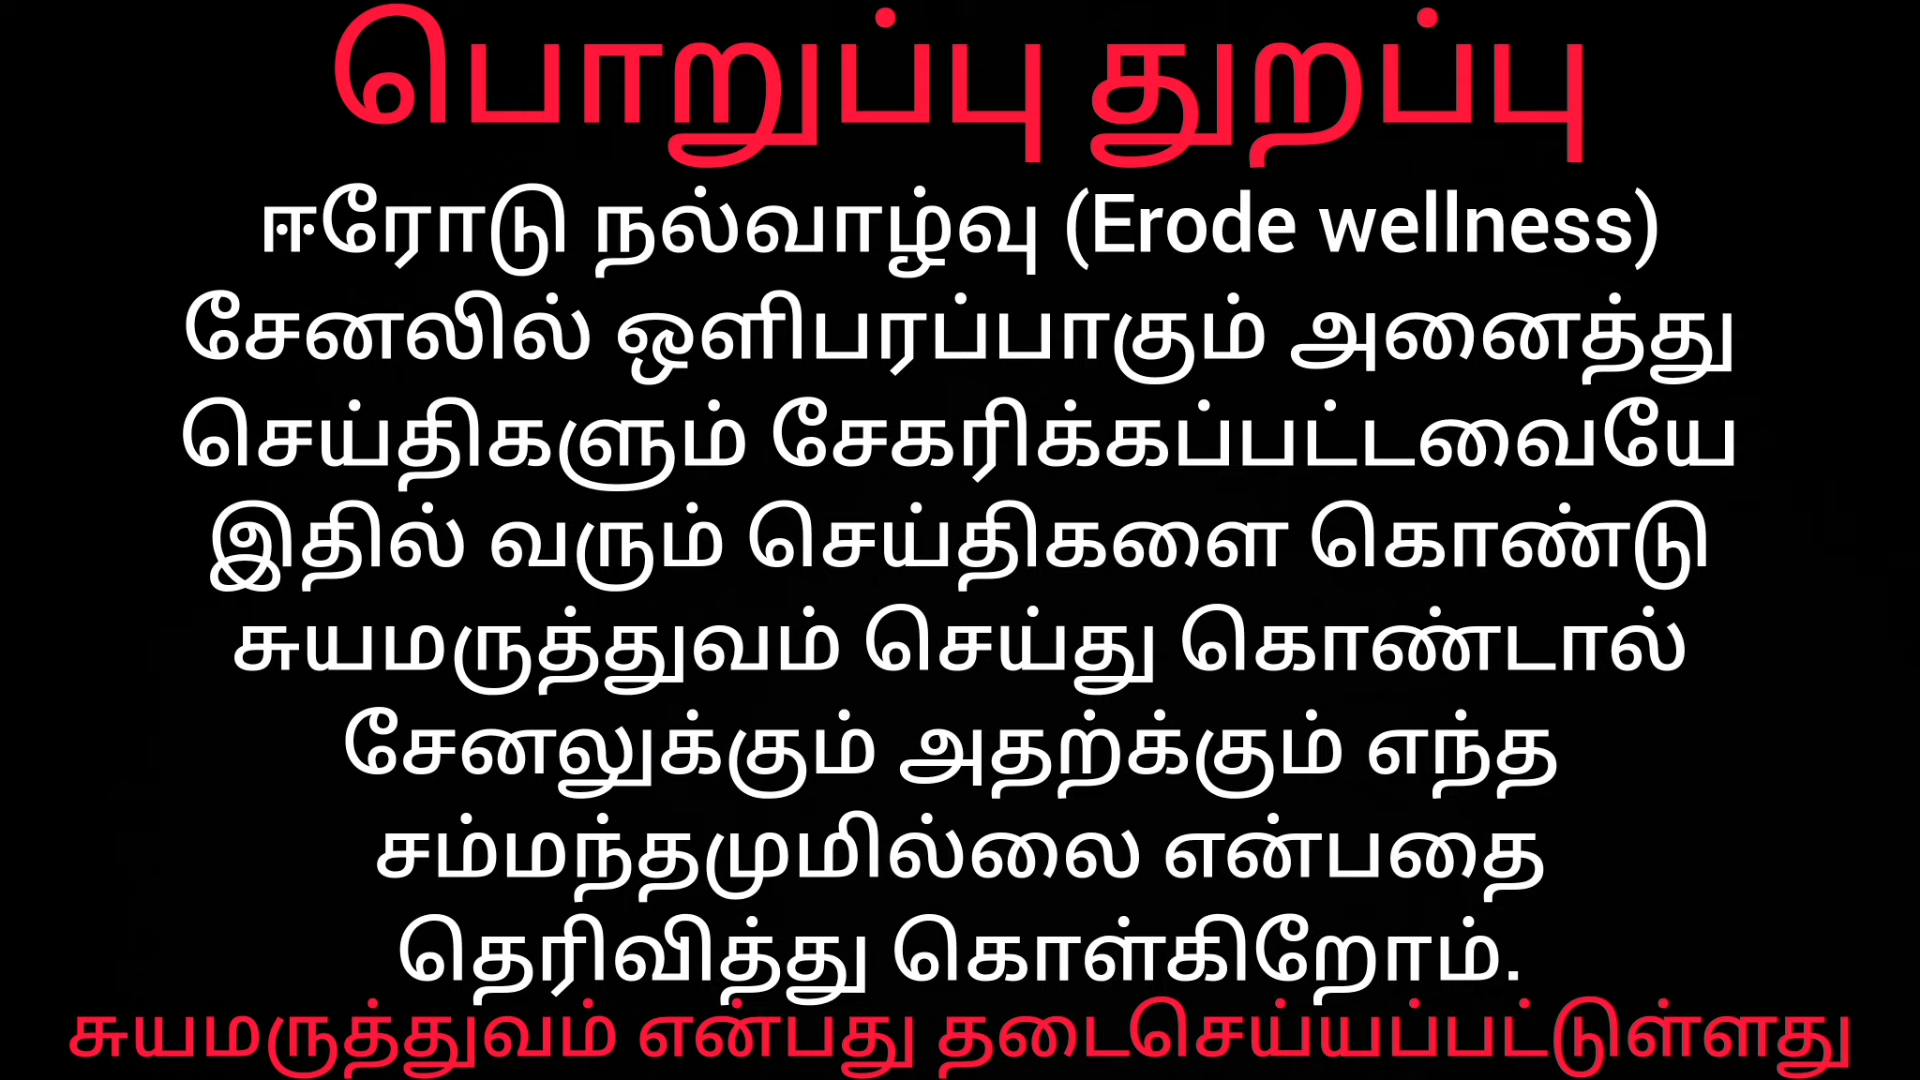 பொறுப்பு துறப்பு
ஈரோடு நல்வாழ்வு (Erode wellness)
சேனலில் ஒளிபரப்பாகும் அனைத்து
செய்திகளும் சேகரிக்கப்பட்டவையே
இதில் வரும் செய்திகளை கொண்டு
சுயமருத்துவம் செய்து கொண்டால்
சேனலுக்கும் அதற்க்கும் எந்த
சம்மந்தமுமில்லை என்பதை
தெரிவித்து கொள்கிறோம்.
சுயமருத்துவம் என்பது தடைசெய்யப்பட்டுள்ளது